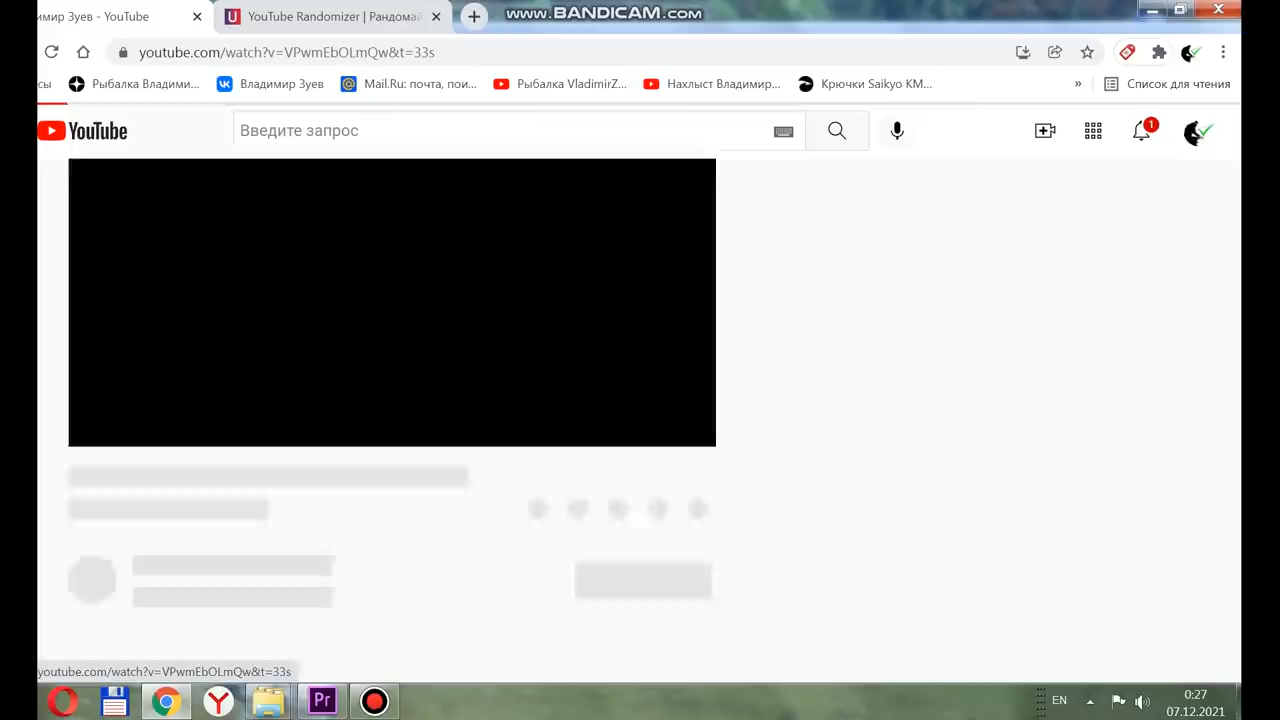 имир Зуев - YouTube
YouTube Randomizer | Рандомай
www.BANDICAM.com
youtube.com/watch?v=VPwmEbOLmQw&t=33s
сы
Рыбалка Владими...
Владимир Зуев
Mail.Ru: почта, пои...
Рыбалка VladimirZ...
Нахлыст Владимир...
Крючки Saikyo KM...
»
Список для чтения
YouTube
Введите запрос
1
youtube.com/watch?v=VPwmEbOLmQw&t=33s
Pr
EN
0:27
07.12.2021